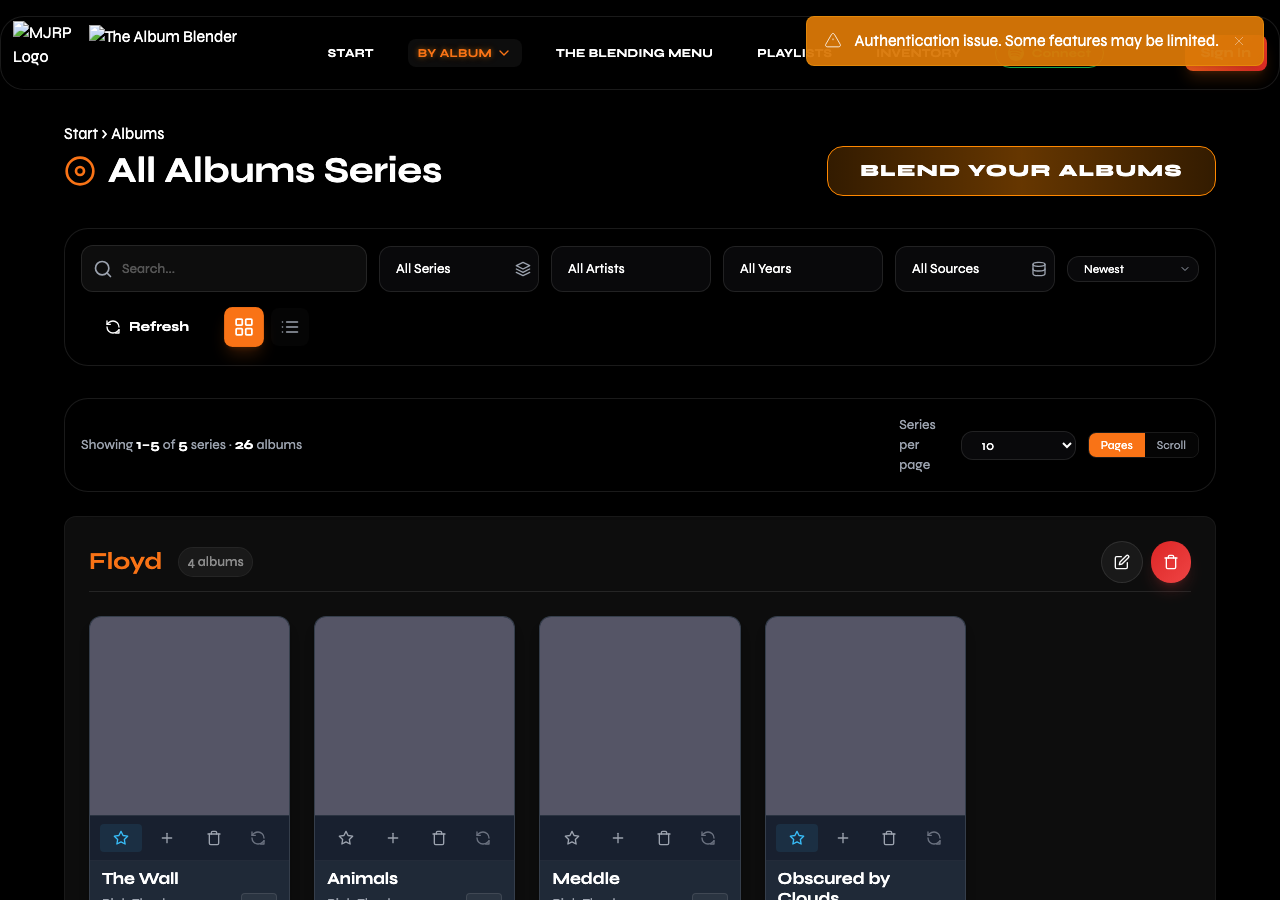 MJRP Logo
The Album Blender
START
BY ALBUM
THE BLENDING MENU
PLAYLISTS
INVENTORY
Authentication issue. Some features may be limited.
Start › Albums
All Albums Series
BLEND YOUR ALBUMS
Search...
All Series
All Artists
All Years
All Sources
Newest
Refresh
Showing 1–5 of 5 series · 26 albums
Series per page
10
Pages
Scroll
Floyd
4 albums
The Wall
Animals
Meddle
Obscured by
Clouds